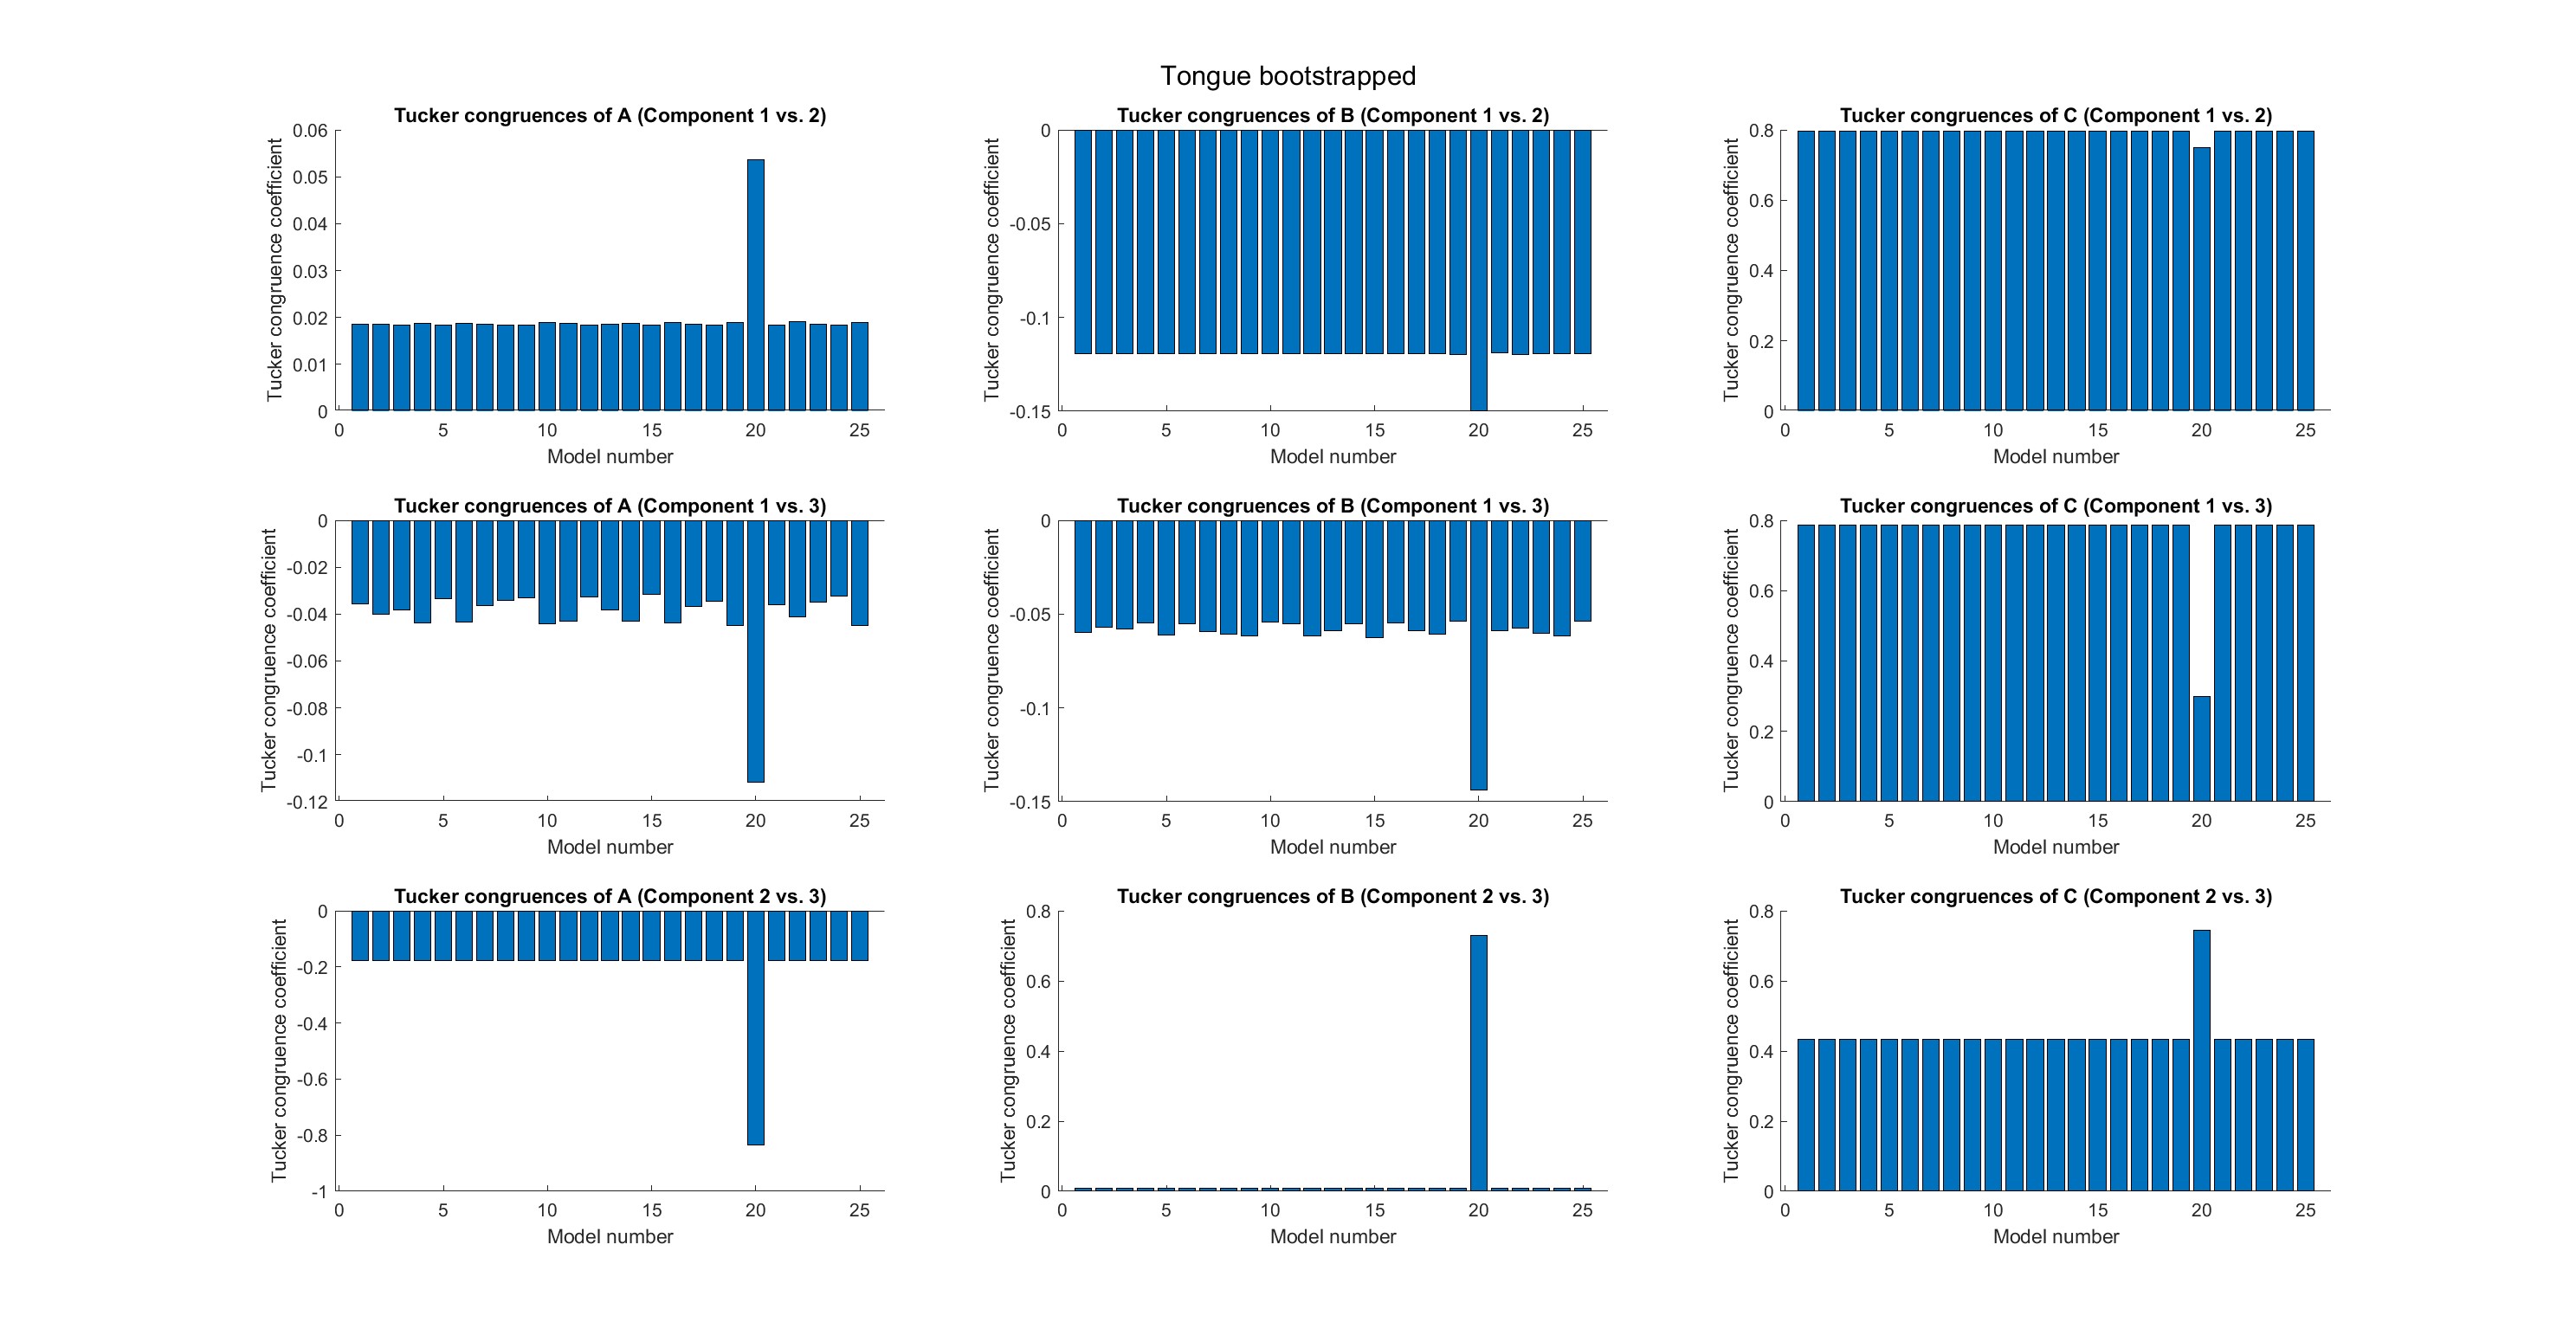 Tongue bootstrapped
Tucker congruences of A (Component 1 vs. 2)
Tucker congruence coefficient
0.06
0.05
0.04
0.03
0.02
0.01
0
0 5 10 15 20 25
Model number
Tucker congruences of B (Component 1 vs. 2)
Tucker congruence coefficient
0
-0.05
-0.1
-0.15
0 5 10 15 20 25
Model number
Tucker congruences of C (Component 1 vs. 2)
Tucker congruence coefficient
0.8
0.6
0.4
0.2
0
0 5 10 15 20 25
Model number
Tucker congruences of A (Component 1 vs. 3)
Tucker congruence coefficient
0
-0.02
-0.04
-0.06
-0.08
-0.1
-0.12
0 5 10 15 20 25
Model number
Tucker congruences of B (Component 1 vs. 3)
Tucker congruence coefficient
0
-0.05
-0.1
-0.15
0 5 10 15 20 25
Model number
Tucker congruences of C (Component 1 vs. 3)
Tucker congruence coefficient
0.8
0.6
0.4
0.2
0
0 5 10 15 20 25
Model number
Tucker congruences of A (Component 2 vs. 3)
Tucker congruence coefficient
0
-0.2
-0.4
-0.6
-0.8
-1
0 5 10 15 20 25
Model number
Tucker congruences of B (Component 2 vs. 3)
Tucker congruence coefficient
0.8
0.6
0.4
0.2
0
0 5 10 15 20 25
Model number
Tucker congruences of C (Component 2 vs. 3)
Tucker congruence coefficient
0.8
0.6
0.4
0.2
0
0 5 10 15 20 25
Model number